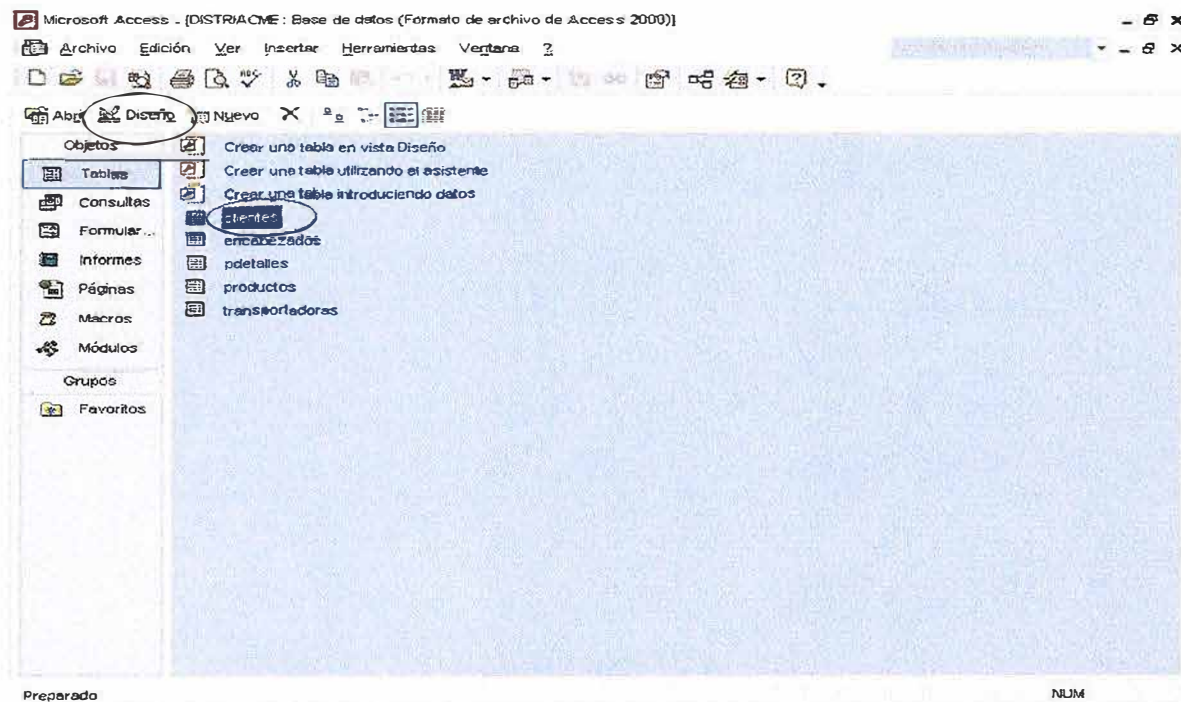 Microsoft Access - [DISTRIACME : Base de datos (Formato de archivo de Access 2000)]
Archivo Edición Ver Insertar Herramientas Ventana ?
Abrir Diseño Nuevo
Objetos
Tablas
Consultas
Formular...
Informes
Páginas
Macros
Módulos
Grupos
Favoritos
Crear una tabla en vista Diseño
Crear una tabla utilizando el asistente
Crear una tabla introduciendo datos
clientes
encabezados
pdetalles
productos
transportadoras
Preparado NUM